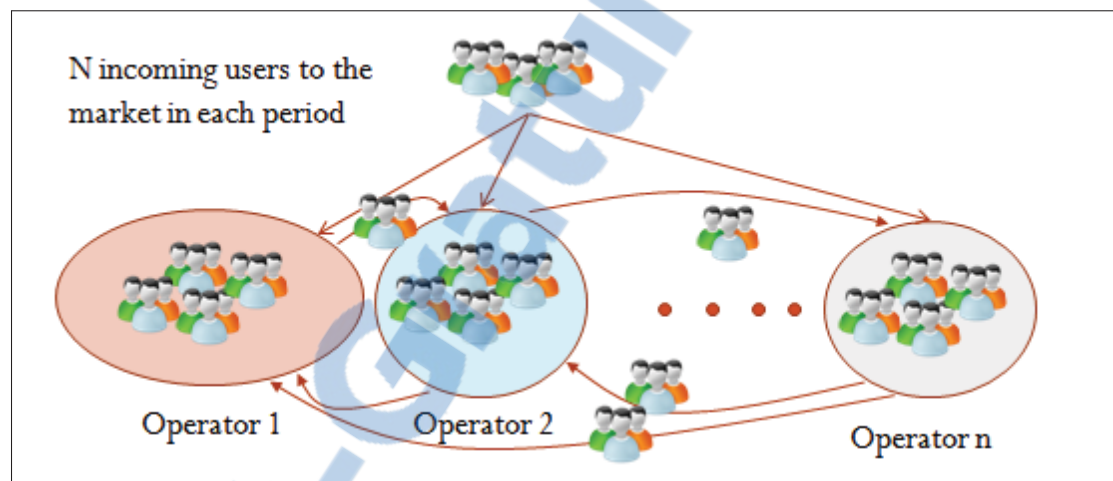 N incoming users to the
market in each period
Operator 1
Operator 2
Operator n